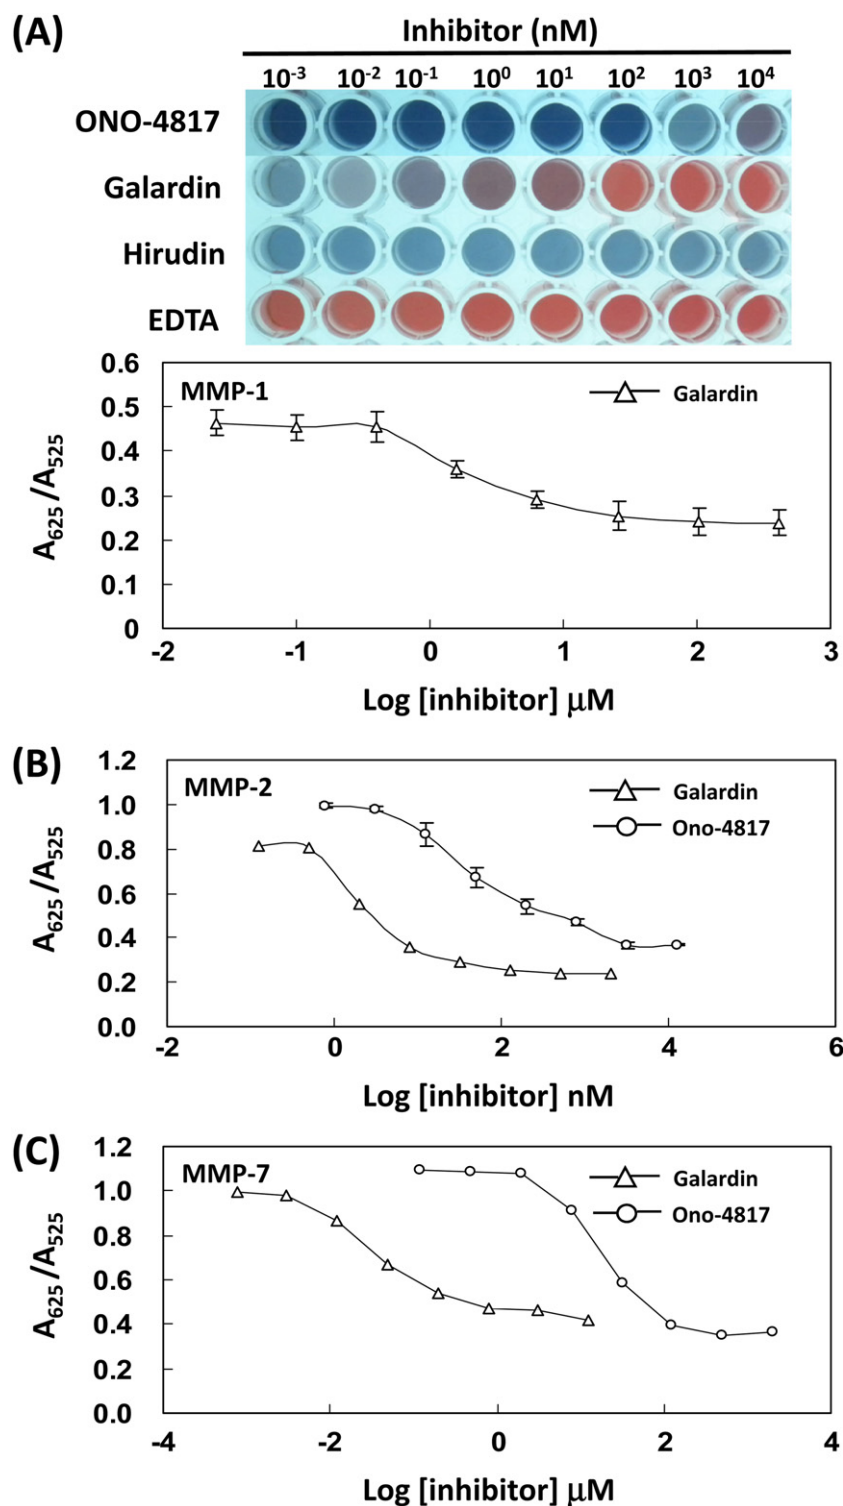 (A)
Inhibitor (nM)
10⁻³ 10⁻² 10⁻¹ 10⁰ 10¹ 10² 10³ 10⁴
ONO-4817
Galardin
Hirudin
EDTA
0.6
0.5
0.4
0.3
0.2
0.1
0
A₆₂₅/A₅₂₅
MMP-1
Galardin
-2 -1 0 1 2 3
Log [inhibitor] μM
(B)
1.2
1.0
0.8
0.6
0.4
0.2
0.0
A₆₂₅/A₅₂₅
MMP-2
Galardin
Ono-4817
-2 0 2 4 6
Log [inhibitor] nM
(C)
1.2
1.0
0.8
0.6
0.4
0.2
0.0
A₆₂₅/A₅₂₅
MMP-7
Galardin
Ono-4817
-4 -2 0 2 4
Log [inhibitor] μM